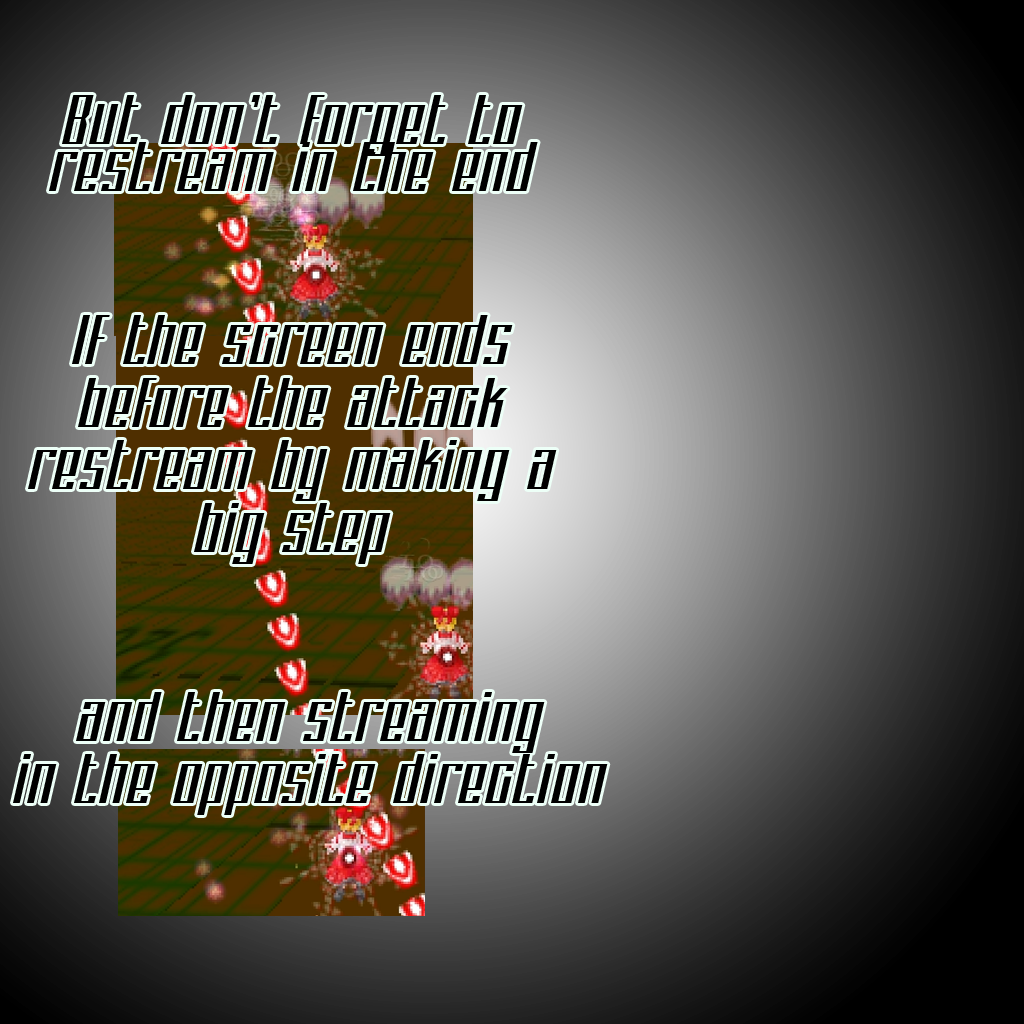 But don't forget to
restream in the end
If the screen ends
before the attack
restream by making a
big step
and then streaming
in the opposite direction